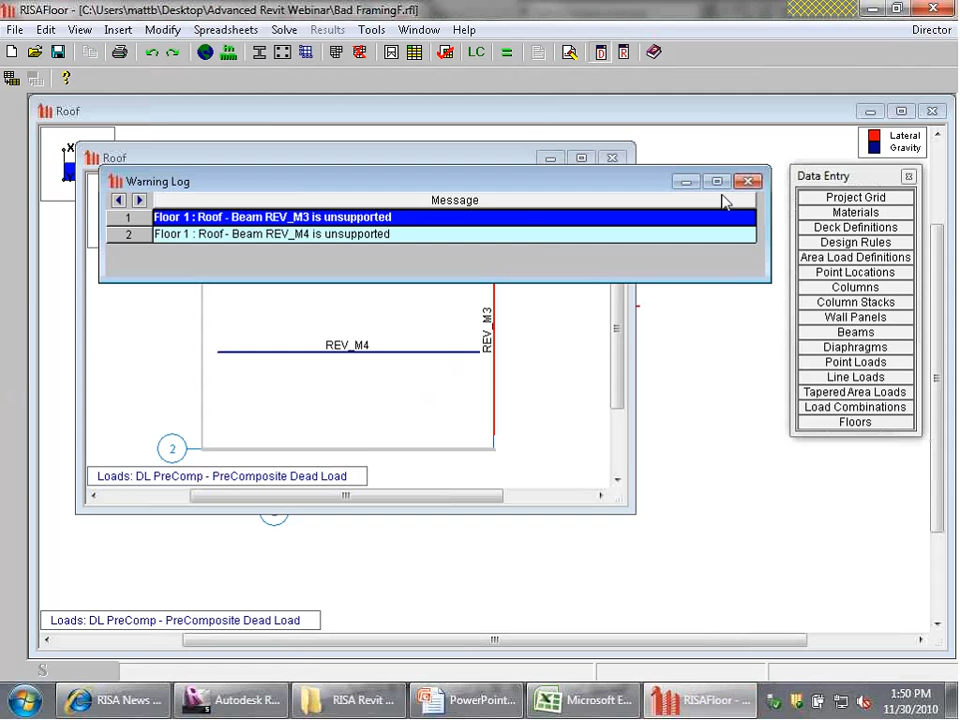 RISAFloor - [C:\Users\mattb\Desktop\Advanced Revit Webinar\Bad FramingF.rfl]
File Edit View Insert Modify Spreadsheets Solve Results Tools Window Help Director
LC
D R
Roof
X
Lateral
Gravity
Roof
Warning Log
Message
1 Floor 1 : Roof - Beam REV_M3 is unsupported
2 Floor 1 : Roof - Beam REV_M4 is unsupported
Data Entry
Project Grid
Materials
Deck Definitions
Design Rules
Area Load Definitions
Point Locations
Columns
Column Stacks
Wall Panels
Beams
Diaphragms
Point Loads
Line Loads
Tapered Area Loads
Load Combinations
Floors
REV_M3
REV_M4
2
Loads: DL PreComp - PreComposite Dead Load
Loads: DL PreComp - PreComposite Dead Load
S
RISA News ...
Autodesk R...
RISA Revit ...
PowerPoint...
Microsoft E...
RISAFloor - ...
1:50 PM
11/30/2010